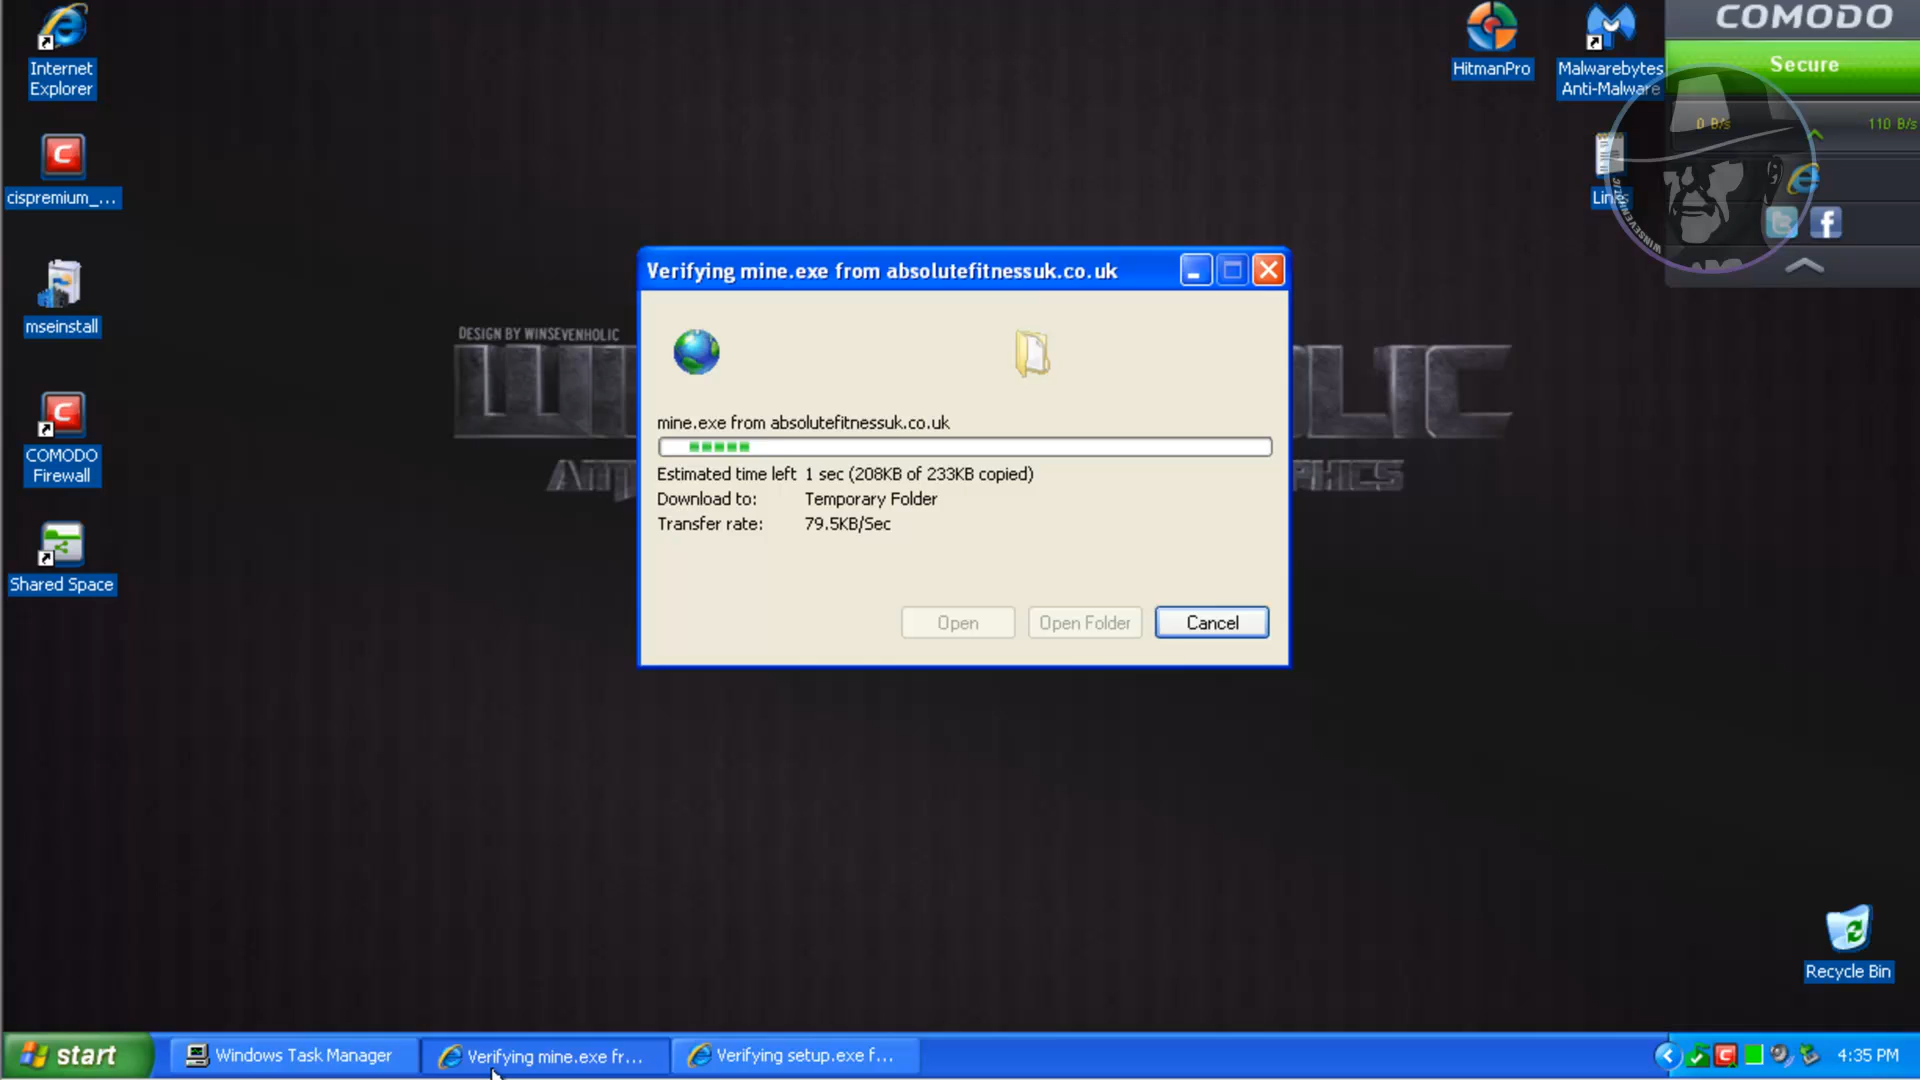 Internet
Explorer
cispremium_...
mseinstall
COMODO
Firewall
Shared Space
HitmanPro
Malwarebytes
Anti-Malware
COMODO
Secure
0 B/s
110 B/s
WINSEVENHOLIC
DESIGN BY WINSEVENHOLIC
Verifying mine.exe from absolutefitnessuk.co.uk
mine.exe from absolutefitnessuk.co.uk
Estimated time left 1 sec (208KB of 233KB copied)
Download to: Temporary Folder
Transfer rate: 79.5KB/Sec
Open
Open Folder
Cancel
Recycle Bin
start
Windows Task Manager
Verifying mine.exe fr...
Verifying setup.exe f...
4:35 PM